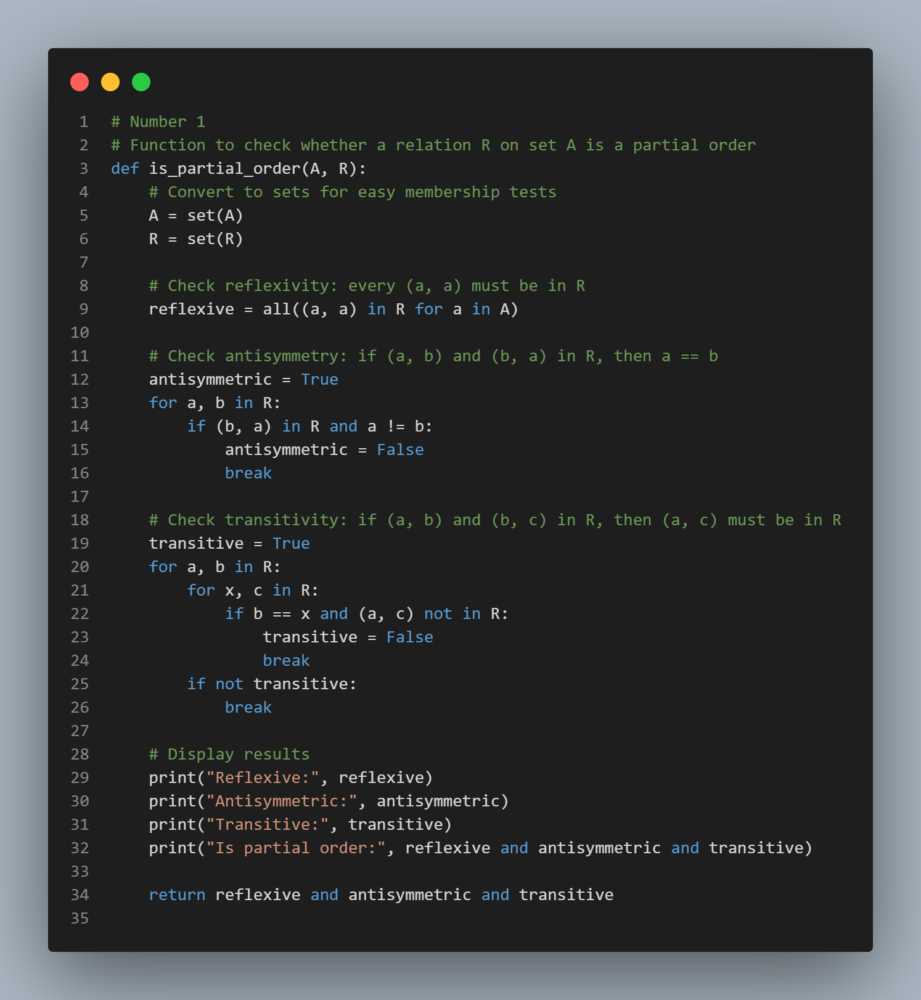 1 # Number 1
2 # Function to check whether a relation R on set A is a partial order
3 def is_partial_order(A, R):
4     # Convert to sets for easy membership tests
5     A = set(A)
6     R = set(R)
7
8     # Check reflexivity: every (a, a) must be in R
9     reflexive = all((a, a) in R for a in A)
10
11     # Check antisymmetry: if (a, b) and (b, a) in R, then a == b
12     antisymmetric = True
13     for a, b in R:
14         if (b, a) in R and a != b:
15             antisymmetric = False
16             break
17
18     # Check transitivity: if (a, b) and (b, c) in R, then (a, c) must be in R
19     transitive = True
20     for a, b in R:
21         for x, c in R:
22             if b == x and (a, c) not in R:
23                 transitive = False
24                 break
25         if not transitive:
26             break
27
28     # Display results
29     print("Reflexive:", reflexive)
30     print("Antisymmetric:", antisymmetric)
31     print("Transitive:", transitive)
32     print("Is partial order:", reflexive and antisymmetric and transitive)
33
34     return reflexive and antisymmetric and transitive
35